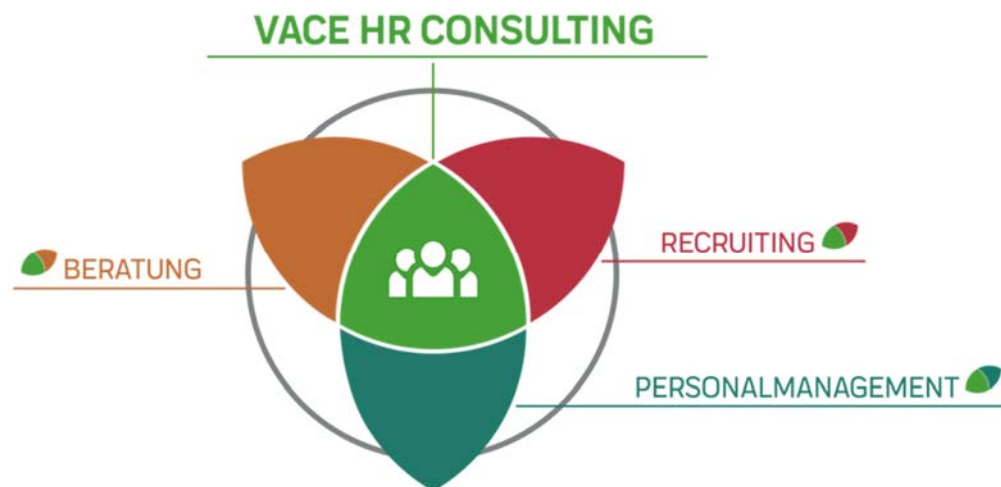 VACE HR CONSULTING
RECRUITING
BERATUNG
PERSONALMANAGEMENT